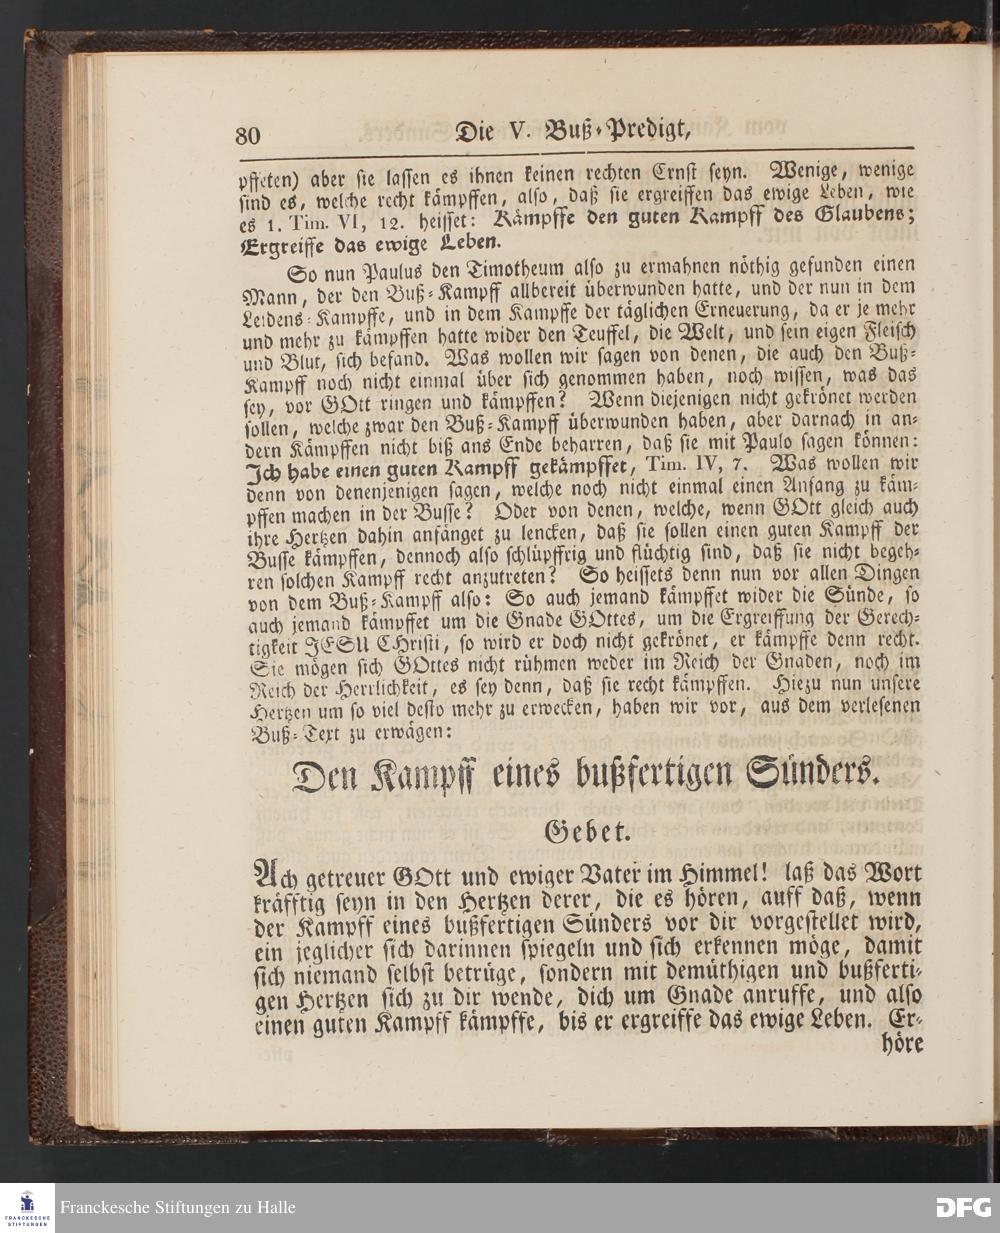 80 Die V. Buß-Predigt,
pffeten) aber sie lassen es ihnen keinen rechten Ernst seyn. Wenige, wenige
sind es, welche recht kämpffen, also, daß sie ergreiffen das ewige Leben, wie
es 1. Tim. VI, 12. heisset: Kämpffe den guten Kampff des Glaubens;
Ergreiffe das ewige Leben.
So nun Paulus den Timotheum also zu ermahnen nöthig gefunden einen
Mann, der den Buß-Kampff allbereit überwunden hatte, und der nun in dem
Leidens-Kampffe, und in dem Kampffe der täglichen Erneuerung, da er je mehr
und mehr zu kämpffen hatte wider den Teuffel, die Welt, und sein eigen Fleisch
und Blut, sich befand. Was wollen wir sagen von denen, die auch den Buß-
Kampff noch nicht einmal über sich genommen haben, noch wissen, was das
sey, vor GOtt ringen und kämpffen? Wenn diejenigen nicht gekrönet werden
sollen, welche zwar den Buß-Kampff überwunden haben, aber darnach in an-
dern Kämpffen nicht biß ans Ende beharren, daß sie mit Paulo sagen können:
Ich habe einen guten Kampff gekämpffet, Tim. IV, 7. Was wollen wir
denn von denenjenigen sagen, welche noch nicht einmal einen Anfang zu käm-
pffen machen in der Busse? Oder von denen, welche, wenn GOtt gleich auch
ihre Hertzen dahin anfänget zu lencken, daß sie sollen einen guten Kampff der
Busse kämpffen, dennoch also schlüpffrig und flüchtig sind, daß sie nicht begeh-
ren solchen Kampff recht anzutreten? So heissets denn nun vor allen Dingen
von dem Buß-Kampff also: So auch jemand kämpffet wider die Sünde, so
auch jemand kämpffet um die Gnade GOttes, um die Ergreiffung der Gerech-
tigkeit JESU CHristi, so wird er doch nicht gekrönet, er kämpffe denn recht.
Sie mögen sich GOttes nicht rühmen weder im Reich der Gnaden, noch im
Reich der Herrlichkeit, es sey denn, daß sie recht kämpffen. Hiezu nun unsere
Hertzen um so viel desto mehr zu erwecken, haben wir vor, aus dem verlesenen
Buß-Text zu erwägen:
Den Kampff eines bußfertigen Sünders.
Gebet.
Ach getreuer GOtt und ewiger Vater im Himmel! laß das Wort
kräfftig seyn in den Hertzen derer, die es hören, auff daß, wenn
der Kampff eines bußfertigen Sünders vor dir vorgestellet wird,
ein jeglicher sich darinnen spiegeln und sich erkennen möge, damit
sich niemand selbst betrüge, sondern mit demüthigen und bußferti-
gen Hertzen sich zu dir wende, dich um Gnade anruffe, und also
einen guten Kampff kämpffe, bis er ergreiffe das ewige Leben. Er-
höre
FRANCKESCHE
STIFTUNGEN
Franckesche Stiftungen zu Halle
DFG